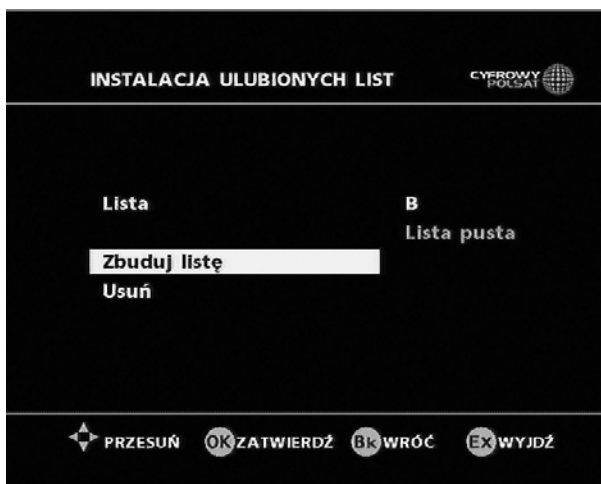 INSTALACJA ULUBIONYCH LIST CYFROWY
POLSAT
Lista B
Lista pusta
Zbuduj listę
Usuń
PRZESUŃ OK ZATWIERDŹ Bk WRÓĆ Ex WYJDŹ